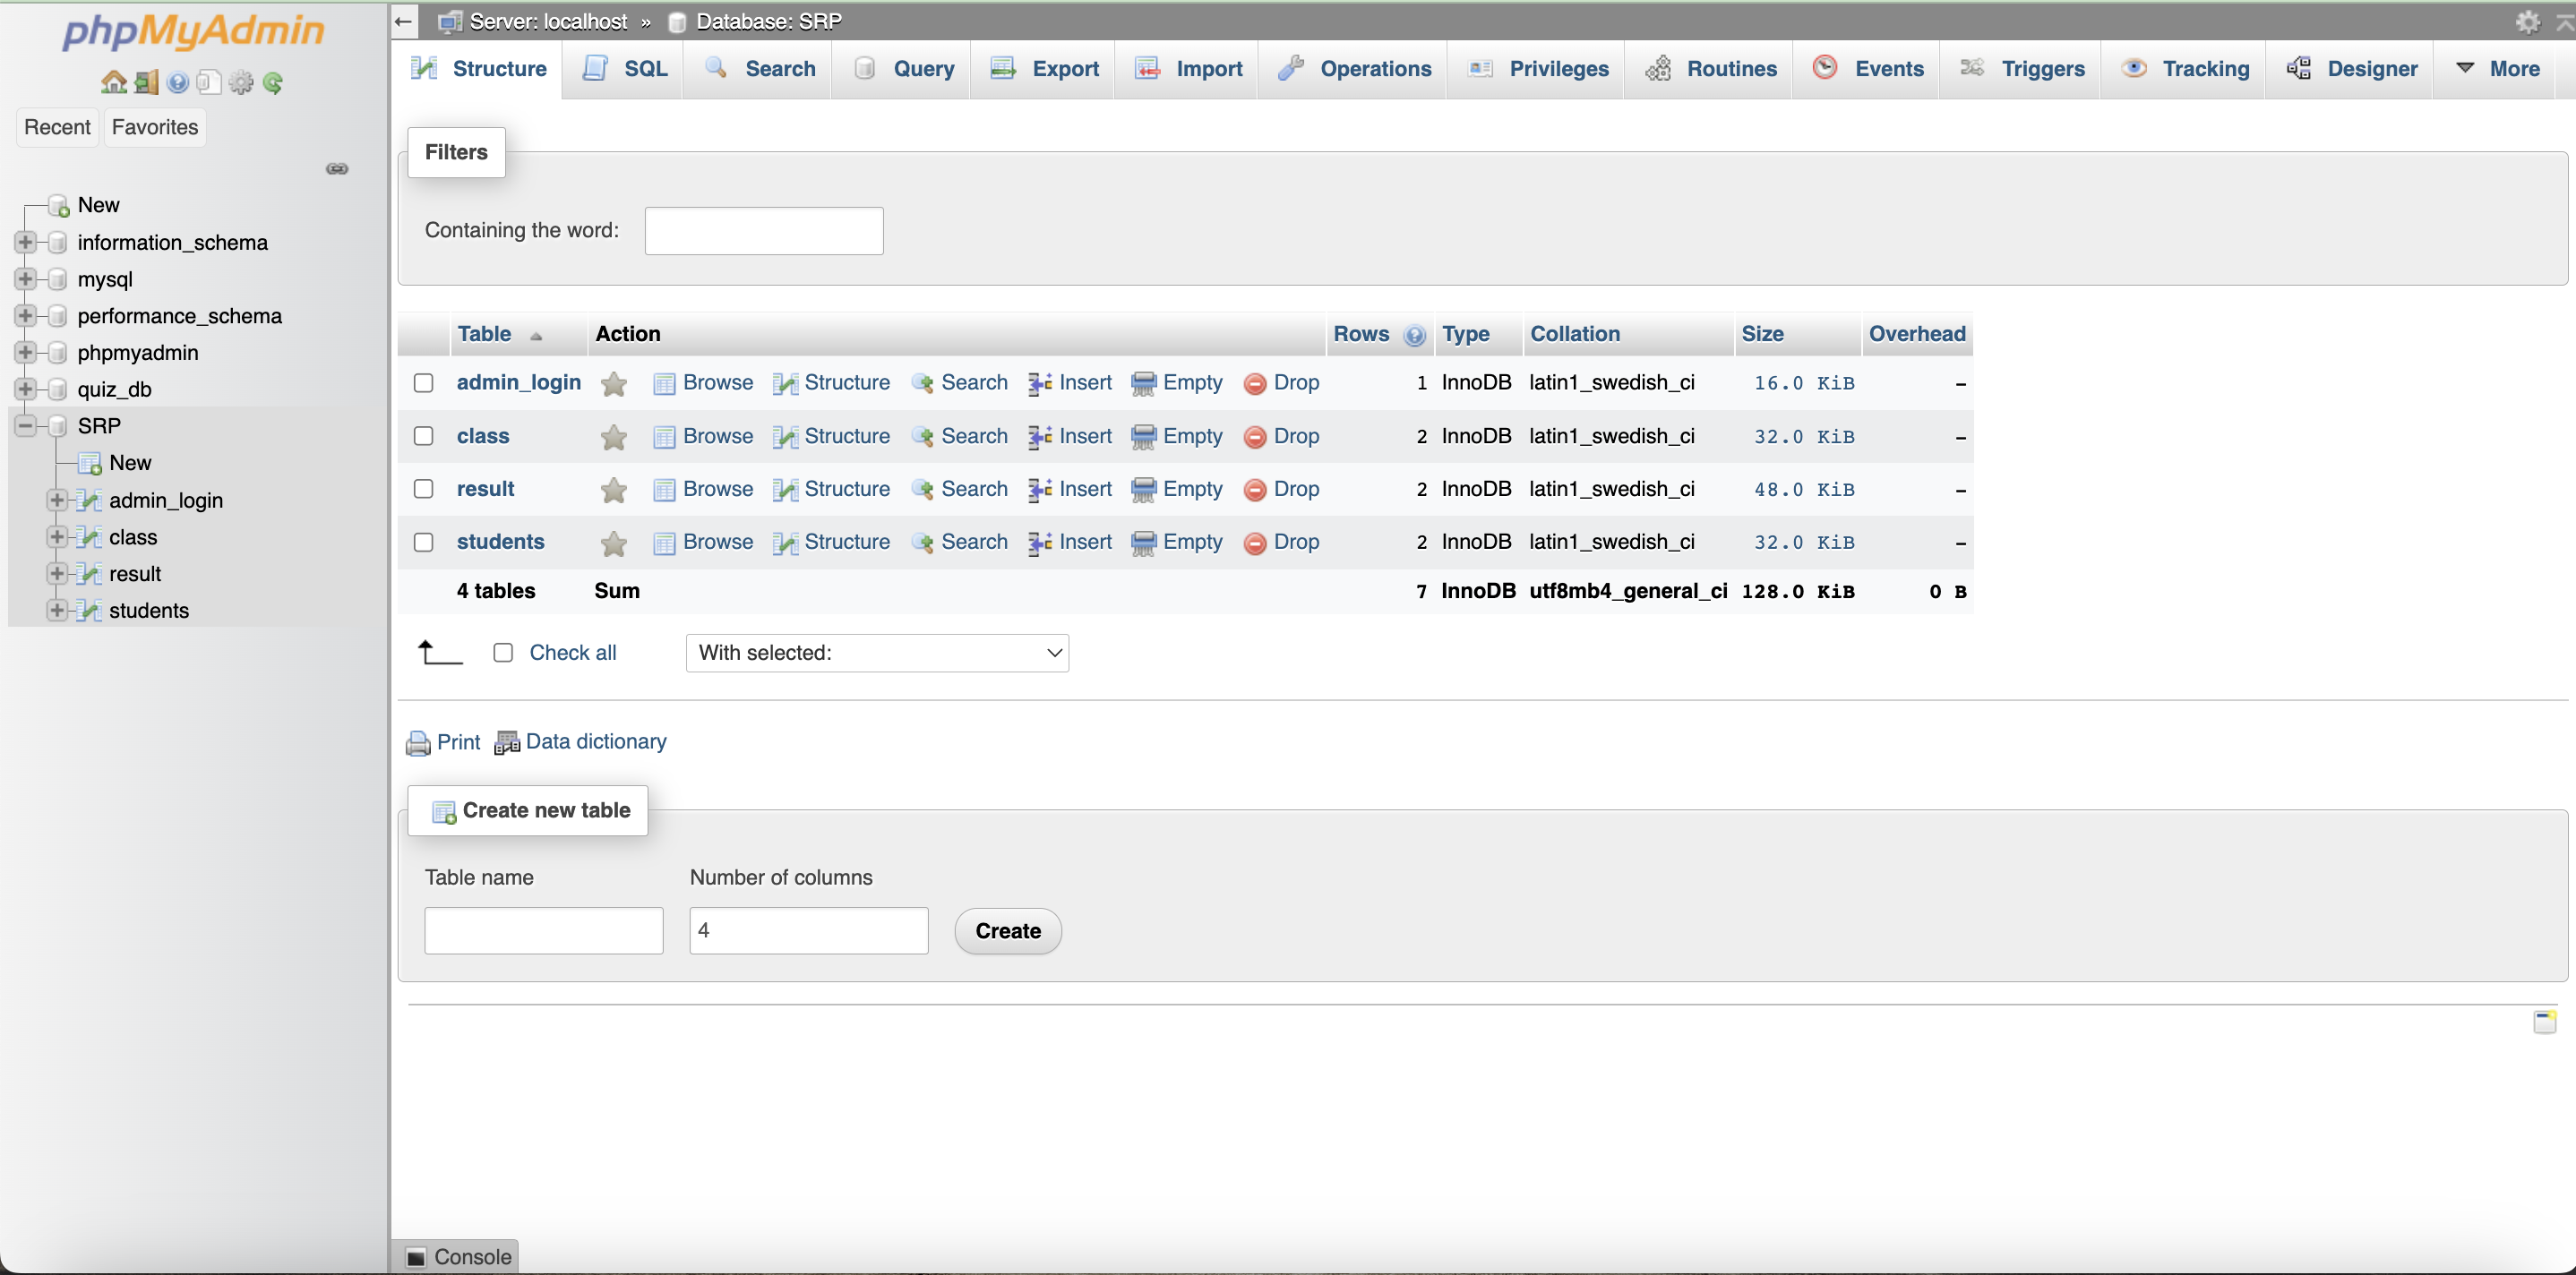 phpMyAdmin
Recent Favorites
New
information_schema
mysql
performance_schema
phpmyadmin
quiz_db
SRP
New
admin_login
class
result
students
Server: localhost » Database: SRP
Structure SQL Search Query Export Import Operations Privileges Routines Events Triggers Tracking Designer More
Filters
Containing the word:
Table Action Rows Type Collation Size Overhead
admin_login Browse Structure Search Insert Empty Drop 1 InnoDB latin1_swedish_ci 16.0 KiB –
class Browse Structure Search Insert Empty Drop 2 InnoDB latin1_swedish_ci 32.0 KiB –
result Browse Structure Search Insert Empty Drop 2 InnoDB latin1_swedish_ci 48.0 KiB –
students Browse Structure Search Insert Empty Drop 2 InnoDB latin1_swedish_ci 32.0 KiB –
4 tables Sum 7 InnoDB utf8mb4_general_ci 128.0 KiB 0 B
Check all With selected:
Print Data dictionary
Create new table
Table name Number of columns
4 Create
Console